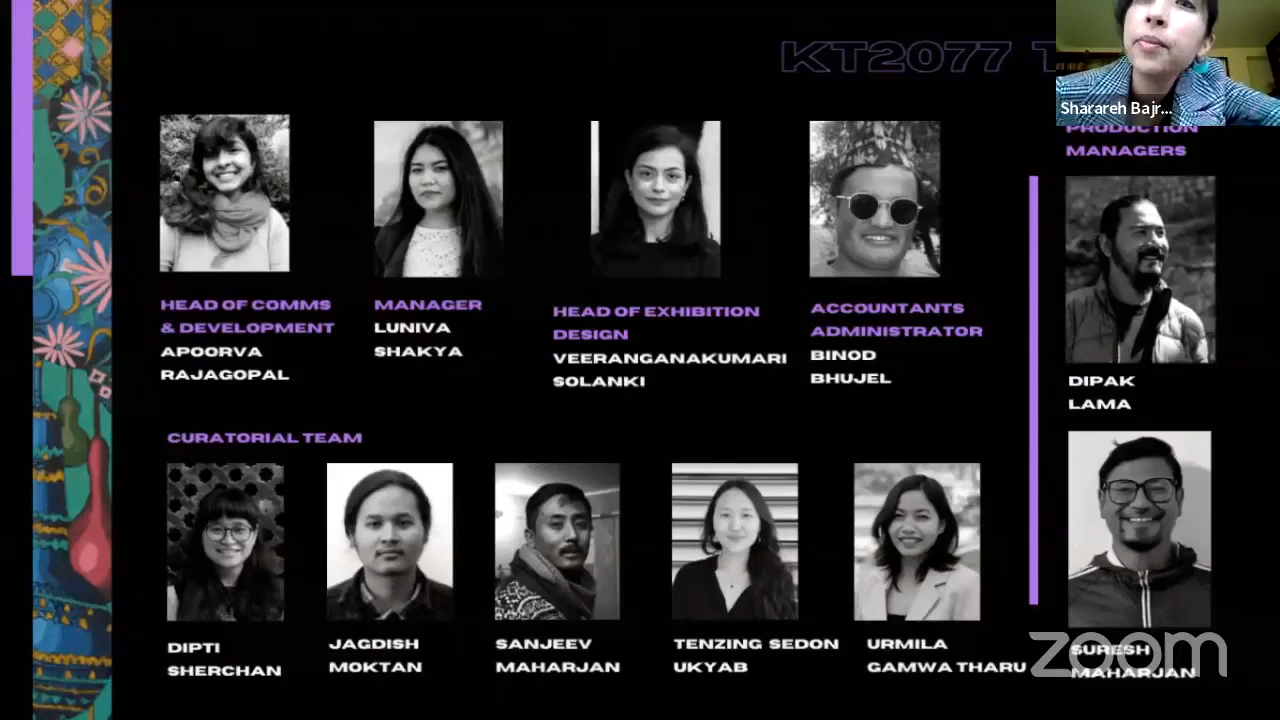 KT2077 T
Sharareh Bajr...
PRODUCTION
MANAGERS
HEAD OF COMMS
& DEVELOPMENT
APOORVA
RAJAGOPAL
MANAGER
LUNIVA
SHAKYA
HEAD OF EXHIBITION
DESIGN
VEERANGANAKUMARI
SOLANKI
ACCOUNTANTS
ADMINISTRATOR
BINOD
BHUJEL
DIPAK
LAMA
CURATORIAL TEAM
DIPTI
SHERCHAN
JAGDISH
MOKTAN
SANJEEV
MAHARJAN
TENZING SEDON
UKYAB
URMILA
GAMWA THARU
SURESH
MAHARJAN
zoom